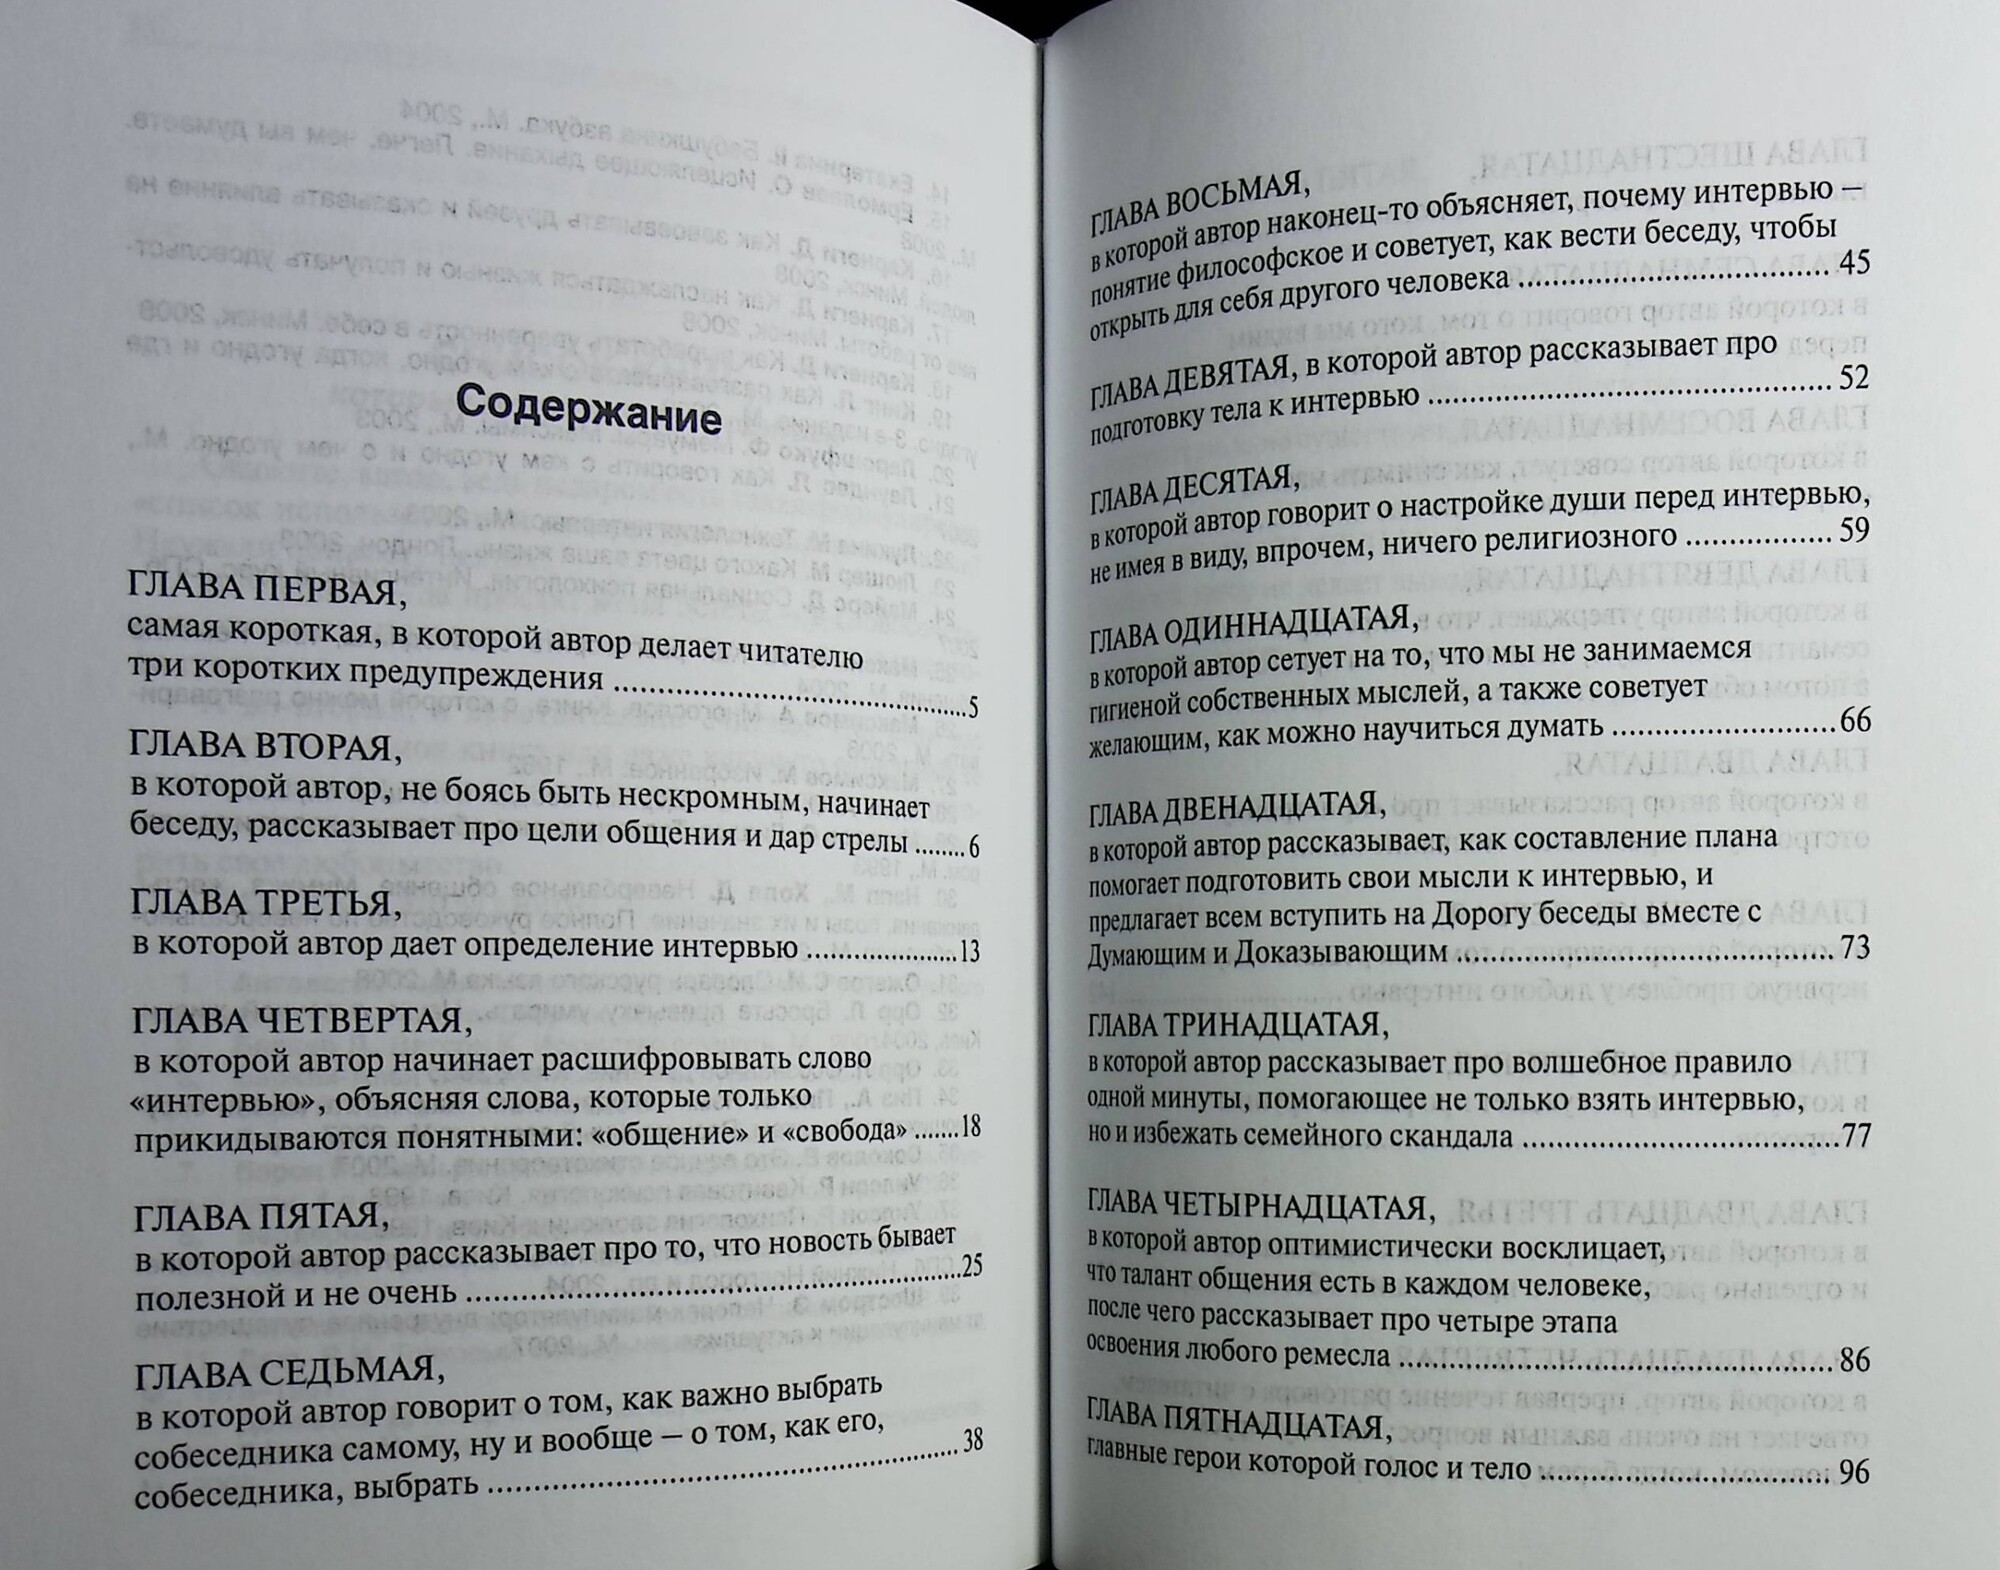 Содержание
ГЛАВА ПЕРВАЯ,
самая короткая, в которой автор делает читателю
три коротких предупреждения ........................................5
ГЛАВА ВТОРАЯ,
в которой автор, не боясь быть нескромным, начинает
беседу, рассказывает про цели общения и дар стрелы ........6
ГЛАВА ТРЕТЬЯ,
в которой автор дает определение интервью ...................13
ГЛАВА ЧЕТВЕРТАЯ,
в которой автор начинает расшифровывать слово
«интервью», объясняя слова, которые только
прикидываются понятными: «общение» и «свобода» .......18
ГЛАВА ПЯТАЯ,
в которой автор рассказывает про то, что новость бывает
полезной и не очень ..........................................................25
ГЛАВА СЕДЬМАЯ,
в которой автор говорит о том, как важно выбрать
собеседника самому, ну и вообще – о том, как его,
собеседника, выбрать ....................................................... 38
ГЛАВА ВОСЬМАЯ,
в которой автор наконец-то объясняет, почему интервью –
понятие философское и советует, как вести беседу, чтобы
открыть для себя другого человека ................................... 45
ГЛАВА ДЕВЯТАЯ, в которой автор рассказывает про
подготовку тела к интервью .............................................. 52
ГЛАВА ДЕСЯТАЯ,
в которой автор говорит о настройке души перед интервью,
не имея в виду, впрочем, ничего религиозного ................ 59
ГЛАВА ОДИННАДЦАТАЯ,
в которой автор сетует на то, что мы не занимаемся
гигиеной собственных мыслей, а также советует
желающим, как можно научиться думать .........................66
ГЛАВА ДВЕНАДЦАТАЯ,
в которой автор рассказывает, как составление плана
помогает подготовить свои мысли к интервью, и
предлагает всем вступить на Дорогу беседы вместе с
Думающим и Доказывающим ........................................... 73
ГЛАВА ТРИНАДЦАТАЯ,
в которой автор рассказывает про волшебное правило
одной минуты, помогающее не только взять интервью,
но и избежать семейного скандала ....................................77
ГЛАВА ЧЕТЫРНАДЦАТАЯ,
в которой автор оптимистически восклицает,
что талант общения есть в каждом человеке,
после чего рассказывает про четыре этапа
освоения любого ремесла .................................................. 86
ГЛАВА ПЯТНАДЦАТАЯ,
главные герои которой голос и тело ................................. 96